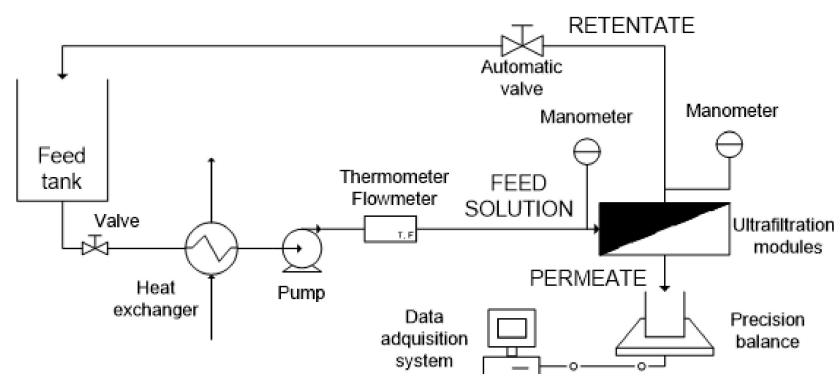 RETENTATE
Automatic
valve
Manometer
Manometer
Feed
tank
Thermometer
Flowmeter
FEED
SOLUTION
Valve
T, F
Ultrafiltration
modules
Heat
exchanger
Pump
PERMEATE
Data
adquisition
system
Precision
balance